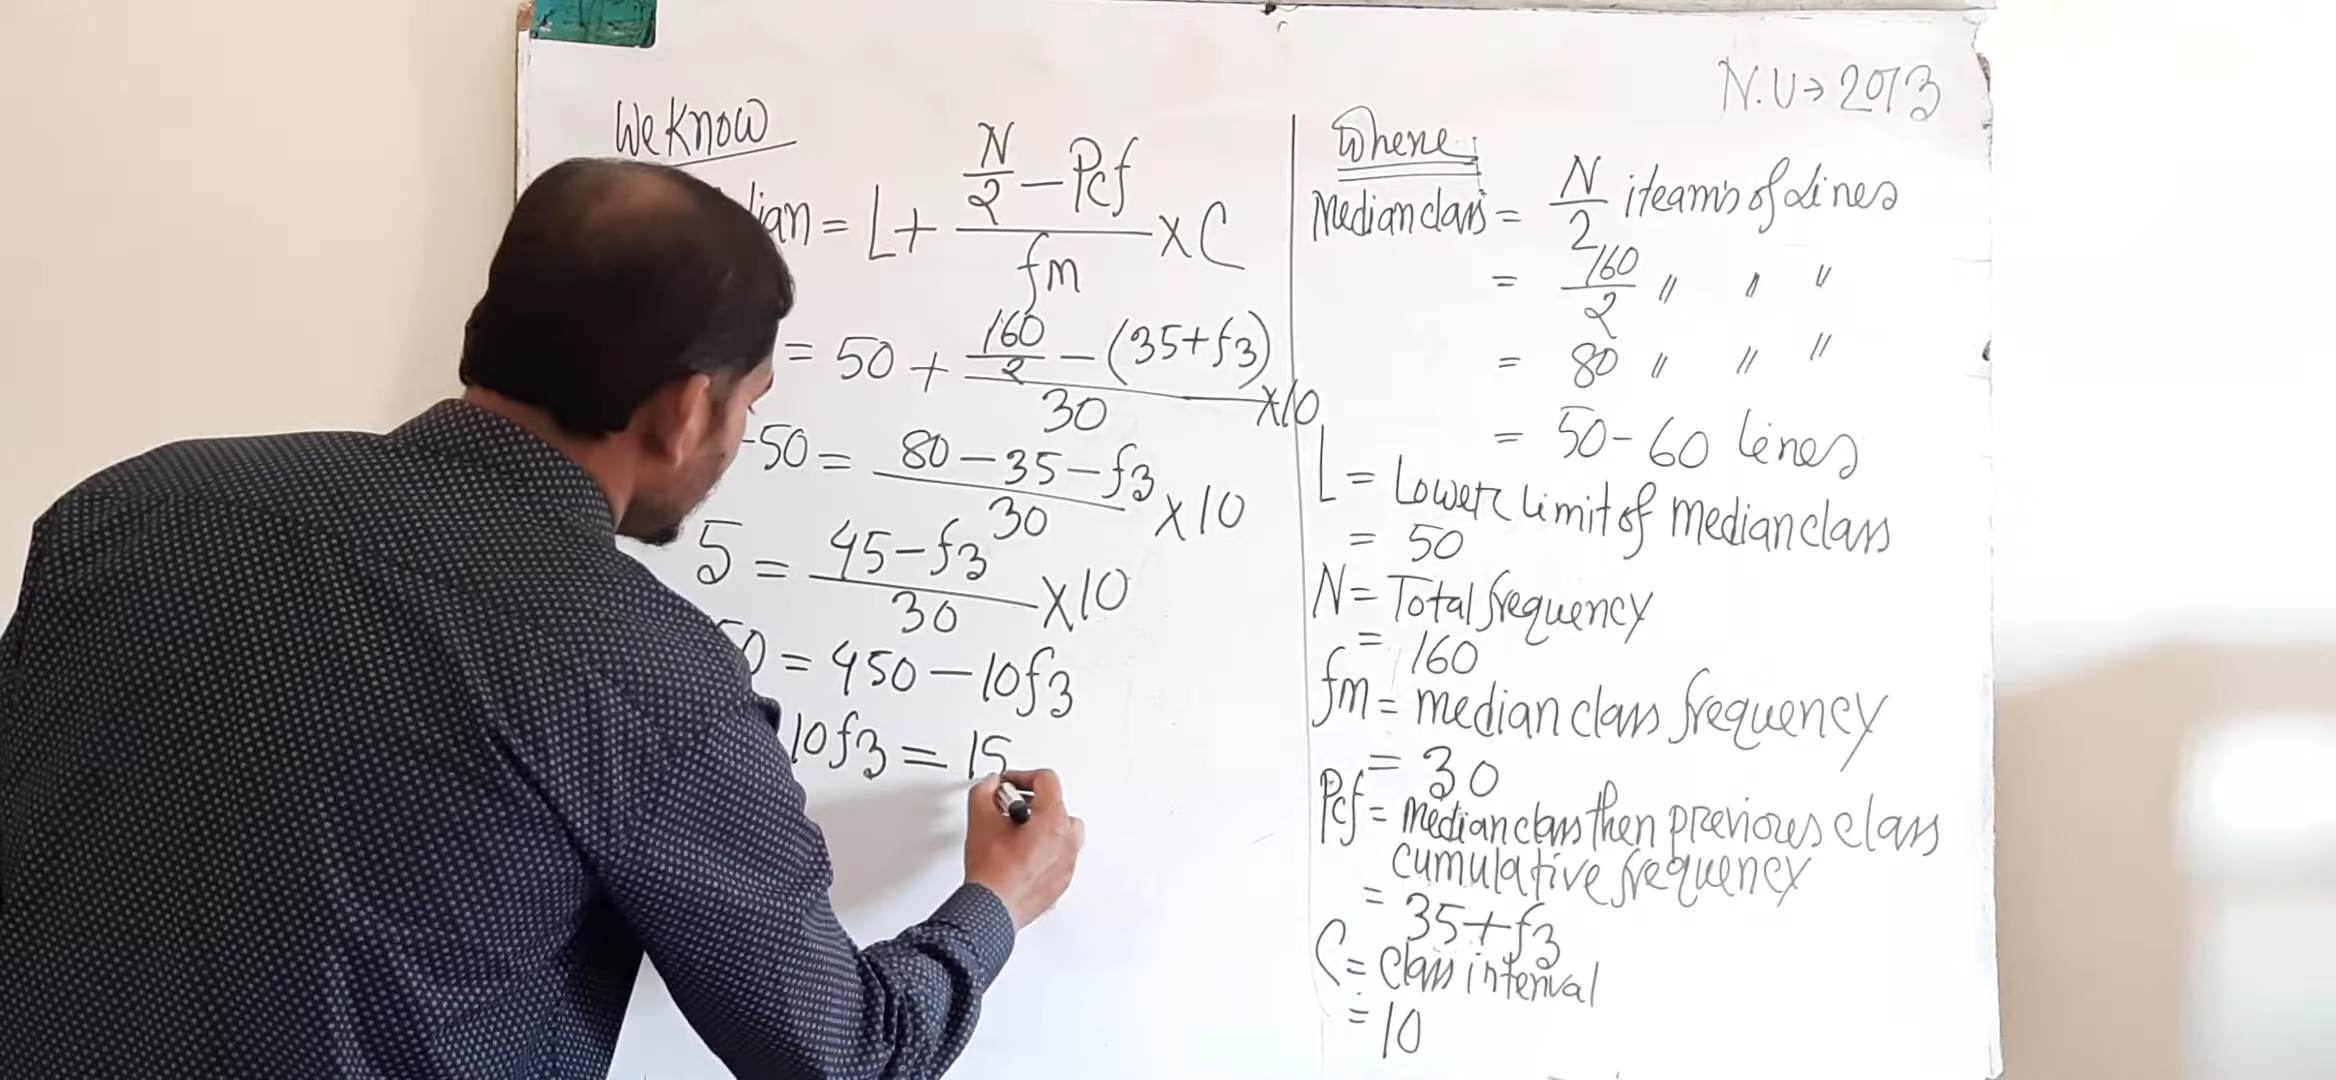 We Know
dian = L + N/2 - Pcf / fm × C
= 50 + 160/2 - (35+f3) / 30 ×10
-50 = 80-35-f3 / 30 ×10
5 = 45-f3 / 30 ×10
50 = 450-10f3
10f3 = 15
N.U→2013
Where;
Median class = N/2 iteam's of Lines
= 160/2 〃 〃 〃
= 80 〃 〃 〃
= 50-60 lines
L = Lower limit of median class
= 50
N = Total frequency
= 160
fm = median class frequency
= 30
Pcf = median class then previous class
cumulative frequency
= 35+f3
C = class interval
= 10